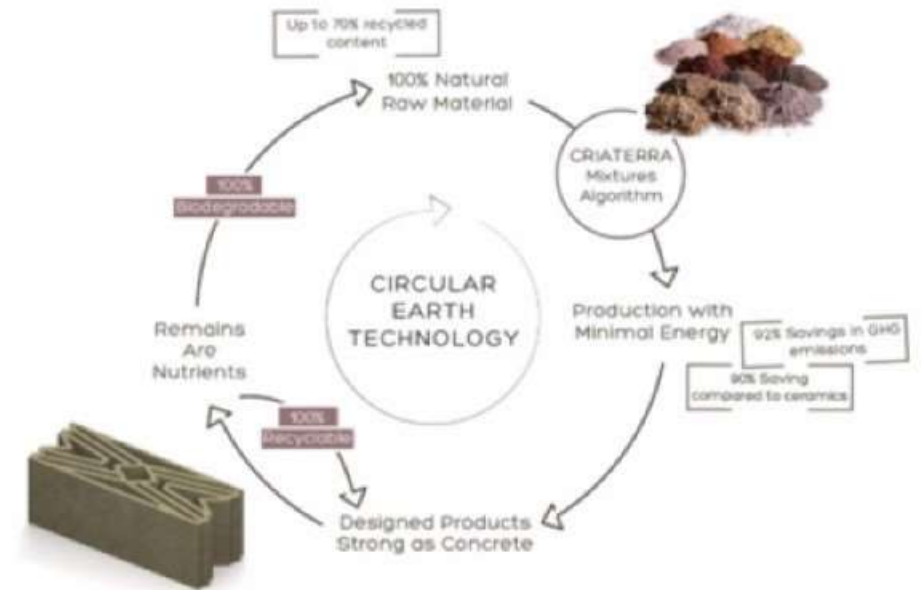 Up to 70% recycled
content
100% Natural
Raw Material
CRIATERRA
Mixtures
Algorithm
100%
Biodegradable
CIRCULAR
EARTH
TECHNOLOGY
Production with
Minimal Energy
92% Savings in GHG
emissions
90% Saving
compared to ceramics
Remains
Are
Nutrients
100%
Recyclable
Designed Products
Strong as Concrete